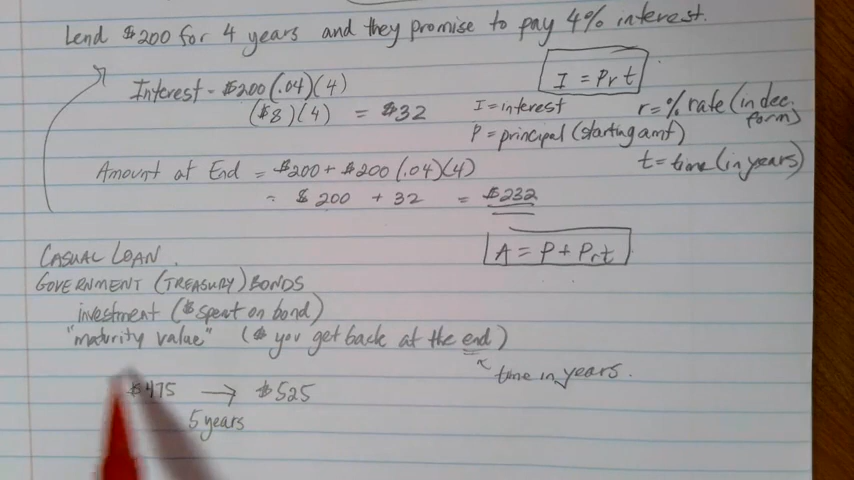 Lend $200 for 4 years and they promise to pay 4% interest.
Interest = $200(.04)(4)
($8)(4) = $32
I = Prt
I = interest
P = principal (starting amt)
r = % rate (in dec. form)
t = time (in years)
Amount at End = $200 + $200(.04)(4)
= $200 + 32 = $232
A = P + Prt
CASUAL LOAN.
GOVERNMENT (TREASURY) BONDS
investment ($ spent on bond)
"maturity value" ($ you get back at the end)
time in years.
$475 → $525
5 years